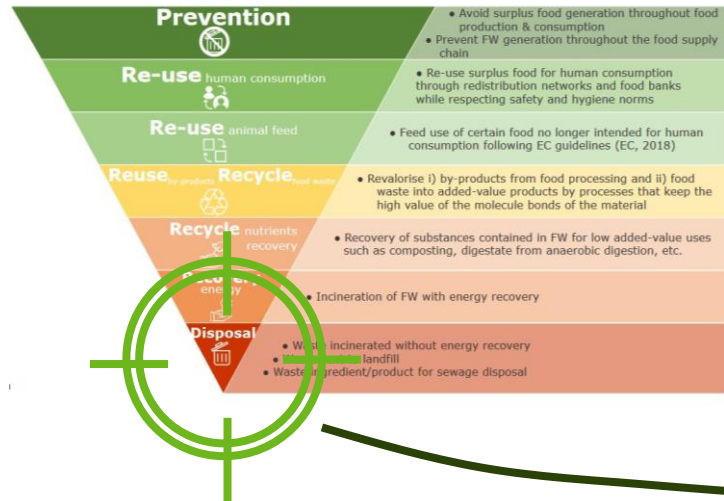 Prevention
• Avoid surplus food generation throughout food
production & consumption
• Prevent FW generation throughout the food supply
chain
Re-use human consumption
• Re-use surplus food for human consumption
through redistribution networks and food banks
while respecting safety and hygiene norms
Re-use animal feed
• Feed use of certain food no longer intended for human
consumption following EC guidelines (EC, 2018)
Reuse by-products Recycle food waste
• Revalorise i) by-products from food processing and ii) food
waste into added-value products by processes that keep the
high value of the molecule bonds of the material
Recycle nutrients
recovery
• Recovery of substances contained in FW for low added-value uses
such as composting, digestate from anaerobic digestion, etc.
Recovery
energy
• Incineration of FW with energy recovery
Disposal
• Waste incinerated without energy recovery
• landfill
• Waste ingredient/product for sewage disposal